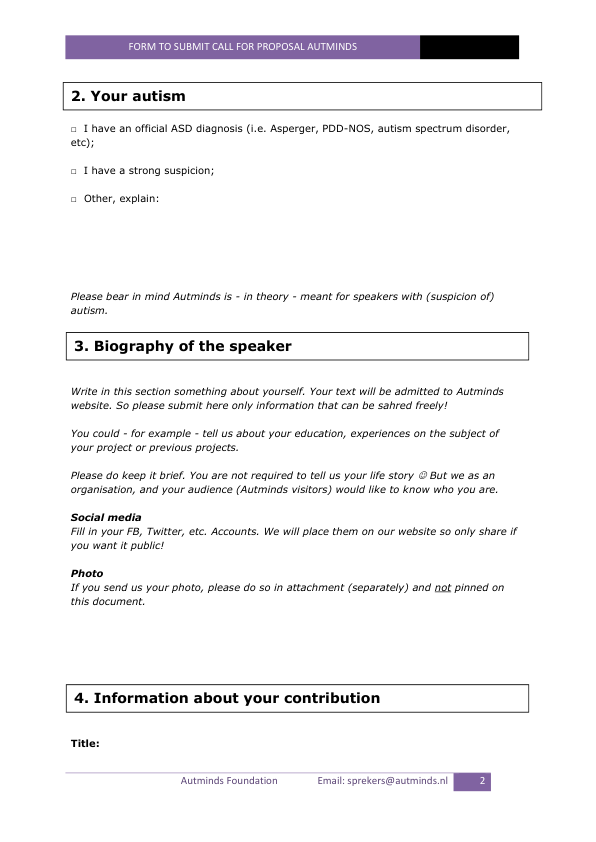 FORM TO SUBMIT CALL FOR PROPOSAL AUTMINDS
2. Your autism
□ I have an official ASD diagnosis (i.e. Asperger, PDD-NOS, autism spectrum disorder,
etc);
□ I have a strong suspicion;
□ Other, explain:
Please bear in mind Autminds is - in theory - meant for speakers with (suspicion of)
autism.
3. Biography of the speaker
Write in this section something about yourself. Your text will be admitted to Autminds
website. So please submit here only information that can be sahred freely!
You could - for example - tell us about your education, experiences on the subject of
your project or previous projects.
Please do keep it brief. You are not required to tell us your life story ☺ But we as an
organisation, and your audience (Autminds visitors) would like to know who you are.
Social media
Fill in your FB, Twitter, etc. Accounts. We will place them on our website so only share if
you want it public!
Photo
If you send us your photo, please do so in attachment (separately) and not pinned on
this document.
4. Information about your contribution
Title:
Autminds Foundation Email: sprekers@autminds.nl 2